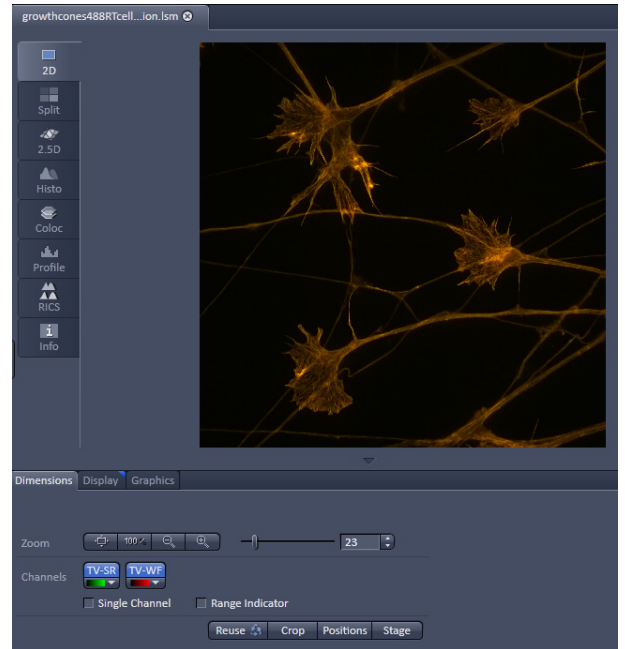 growthcones488RTcell...ion.lsm
2D
Split
2.5D
Histo
Coloc
Profile
RICS
i
Info
Dimensions Display Graphics
Zoom 100% 23
Channels TV-SR TV-WF
Single Channel Range Indicator
Reuse Crop Positions Stage